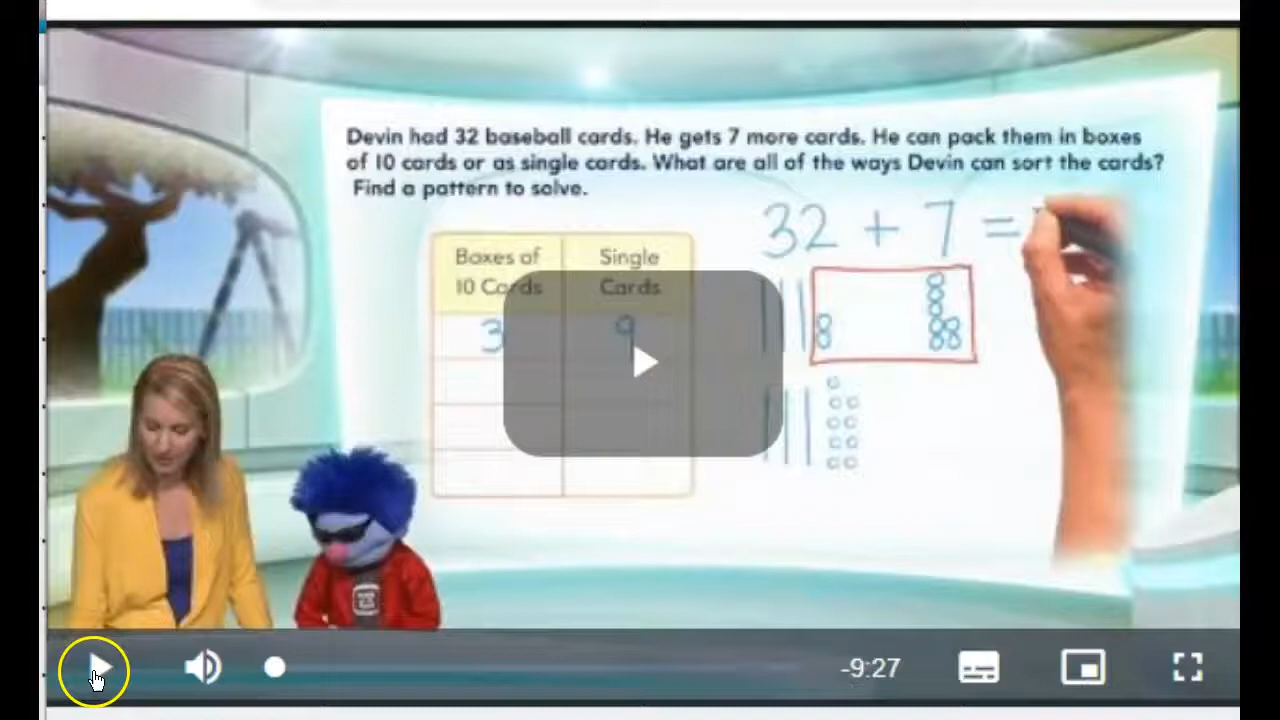 Devin had 32 baseball cards. He gets 7 more cards. He can pack them in boxes
of 10 cards or as single cards. What are all of the ways Devin can sort the cards?
Find a pattern to solve.
32 + 7 =
Boxes of
10 Cards
Single
Cards
3
9
-9:27